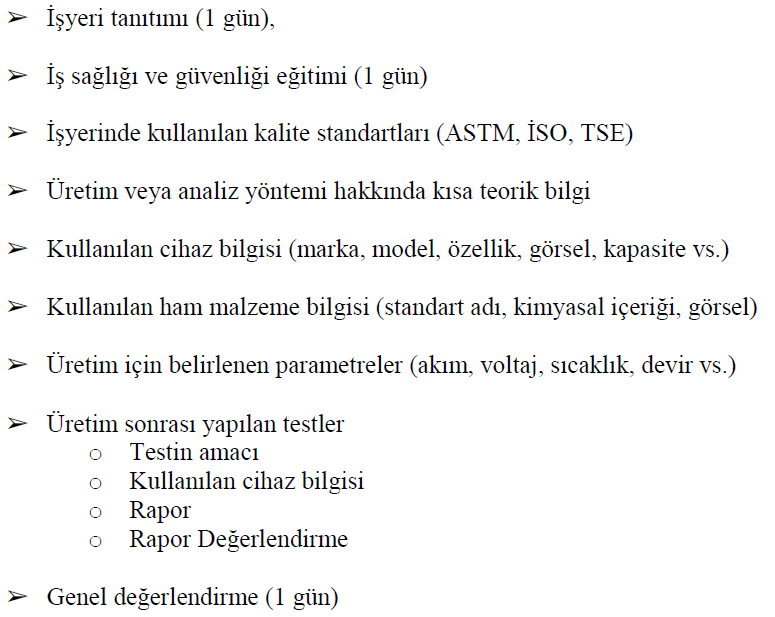 ➢ İşyeri tanıtımı (1 gün),
➢ İş sağlığı ve güvenliği eğitimi (1 gün)
➢ İşyerinde kullanılan kalite standartları (ASTM, İSO, TSE)
➢ Üretim veya analiz yöntemi hakkında kısa teorik bilgi
➢ Kullanılan cihaz bilgisi (marka, model, özellik, görsel, kapasite vs.)
➢ Kullanılan ham malzeme bilgisi (standart adı, kimyasal içeriği, görsel)
➢ Üretim için belirlenen parametreler (akım, voltaj, sıcaklık, devir vs.)
➢ Üretim sonrası yapılan testler
o Testin amacı
o Kullanılan cihaz bilgisi
o Rapor
o Rapor Değerlendirme
➢ Genel değerlendirme (1 gün)